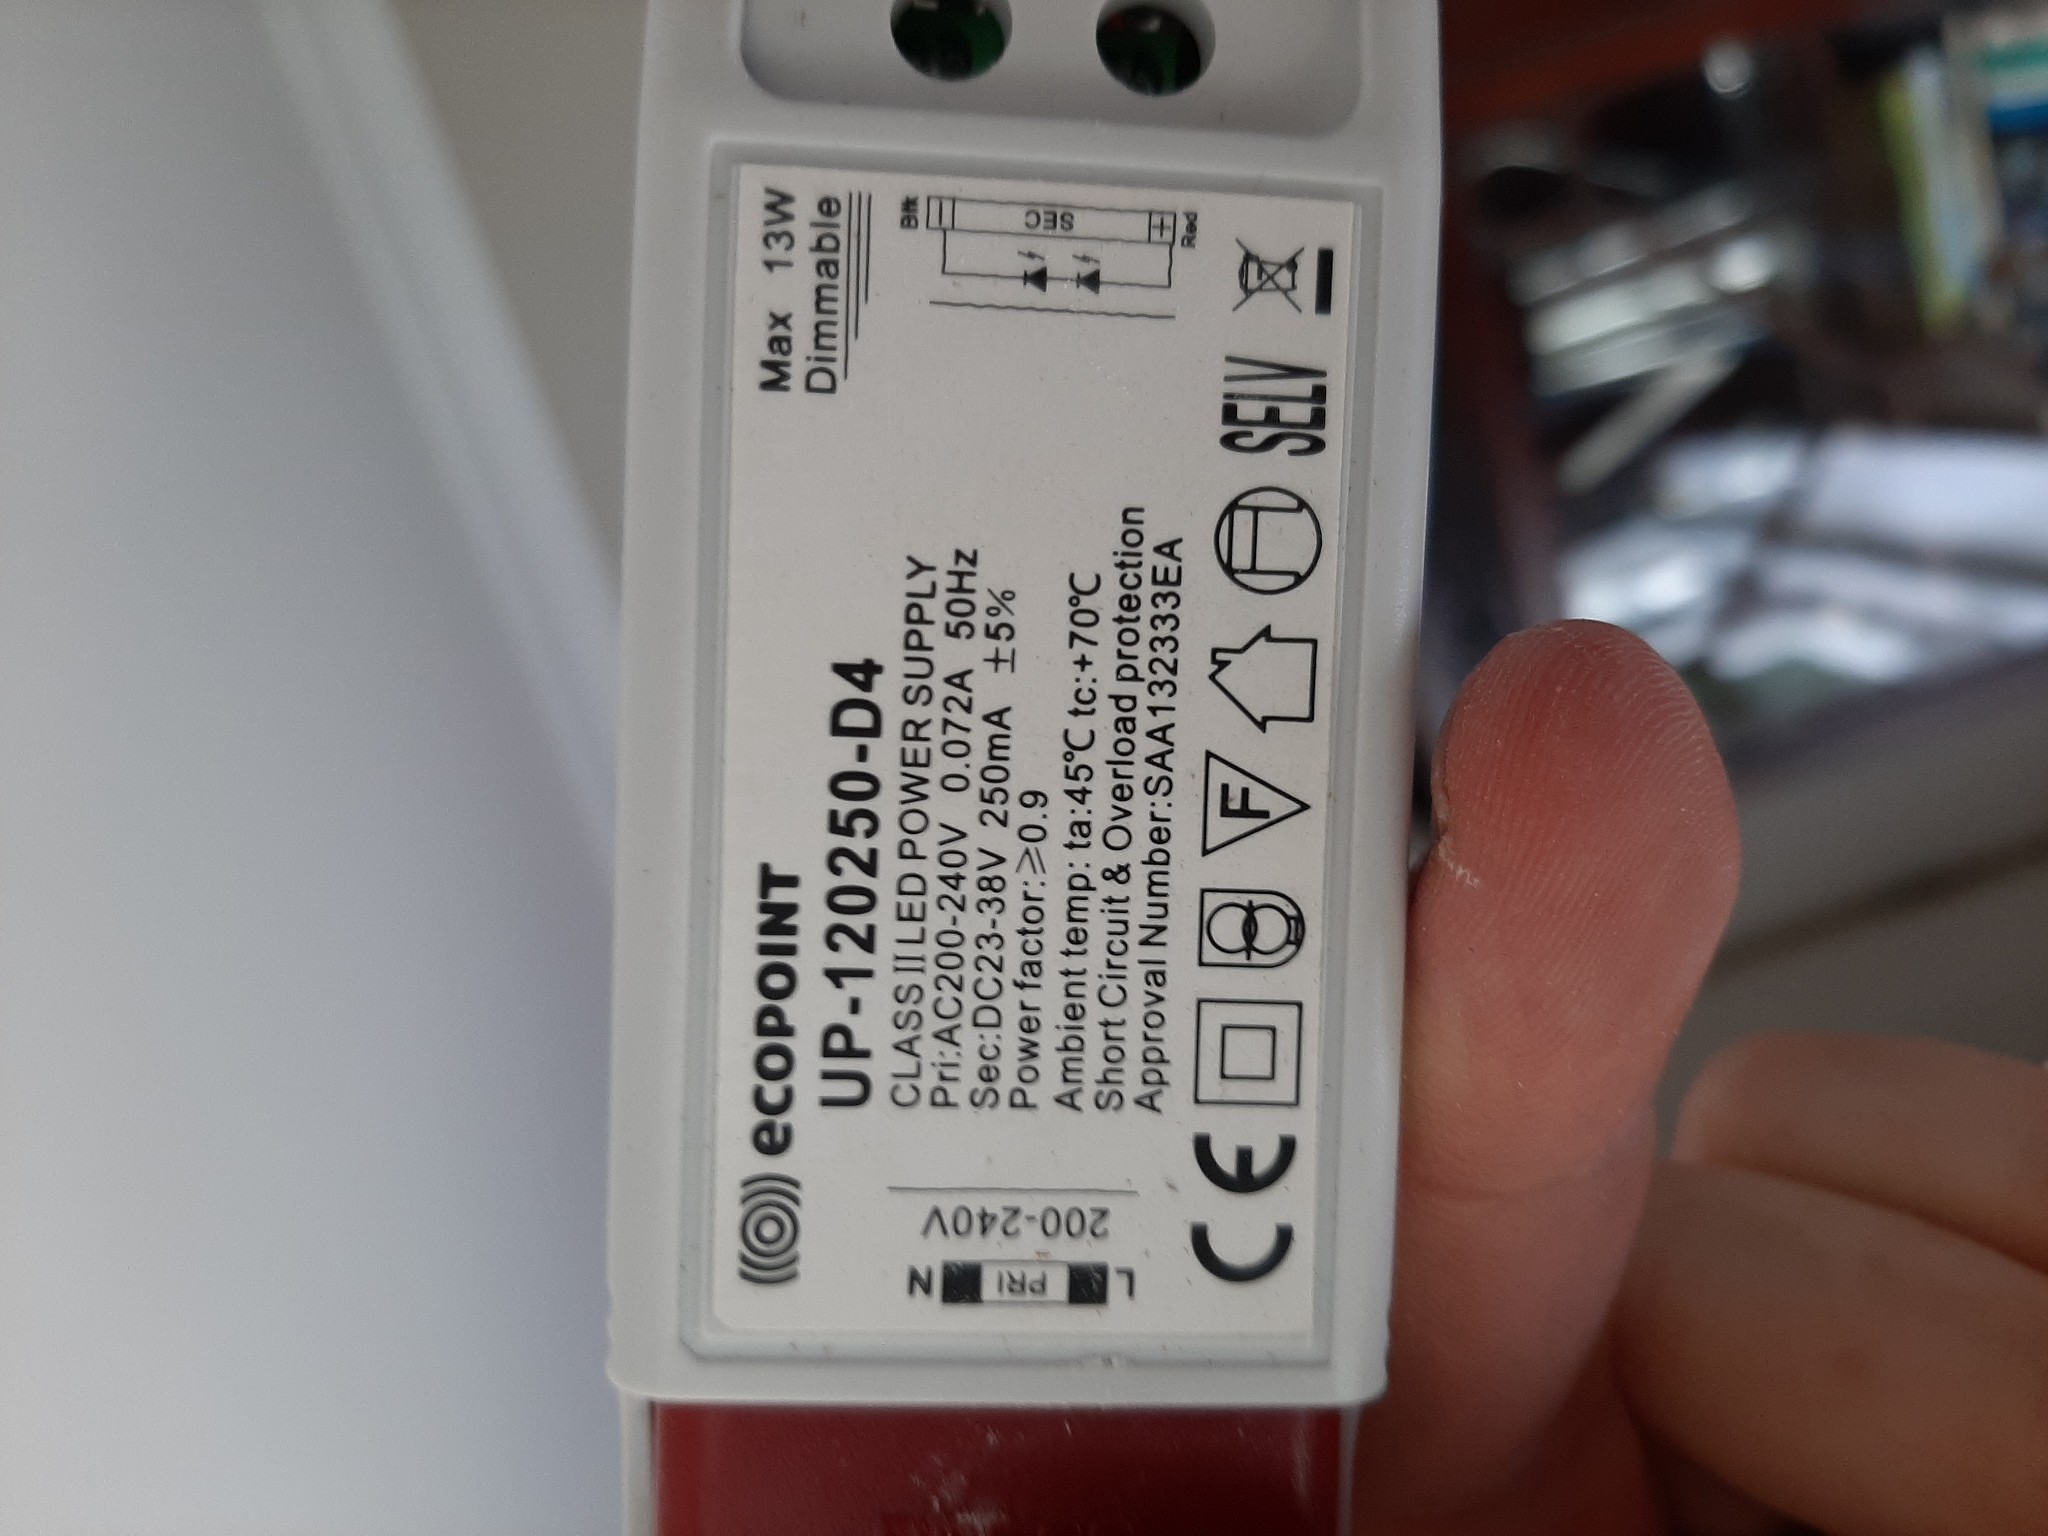 ecoPOINT
Max 13W
Dimmable
UP-120250-D4
CLASS II LED POWER SUPPLY
Pri:AC200-240V 0.072A 50Hz
Sec:DC23-38V 250mA ±5%
Power factor:≥0.9
Ambient temp: ta:45℃ tc:+70℃
Short Circuit & Overload protection
Approval Number:SAA132333EA
N
PRI
L
200-240V
SEC
-
+
Red
CE
F
SELV